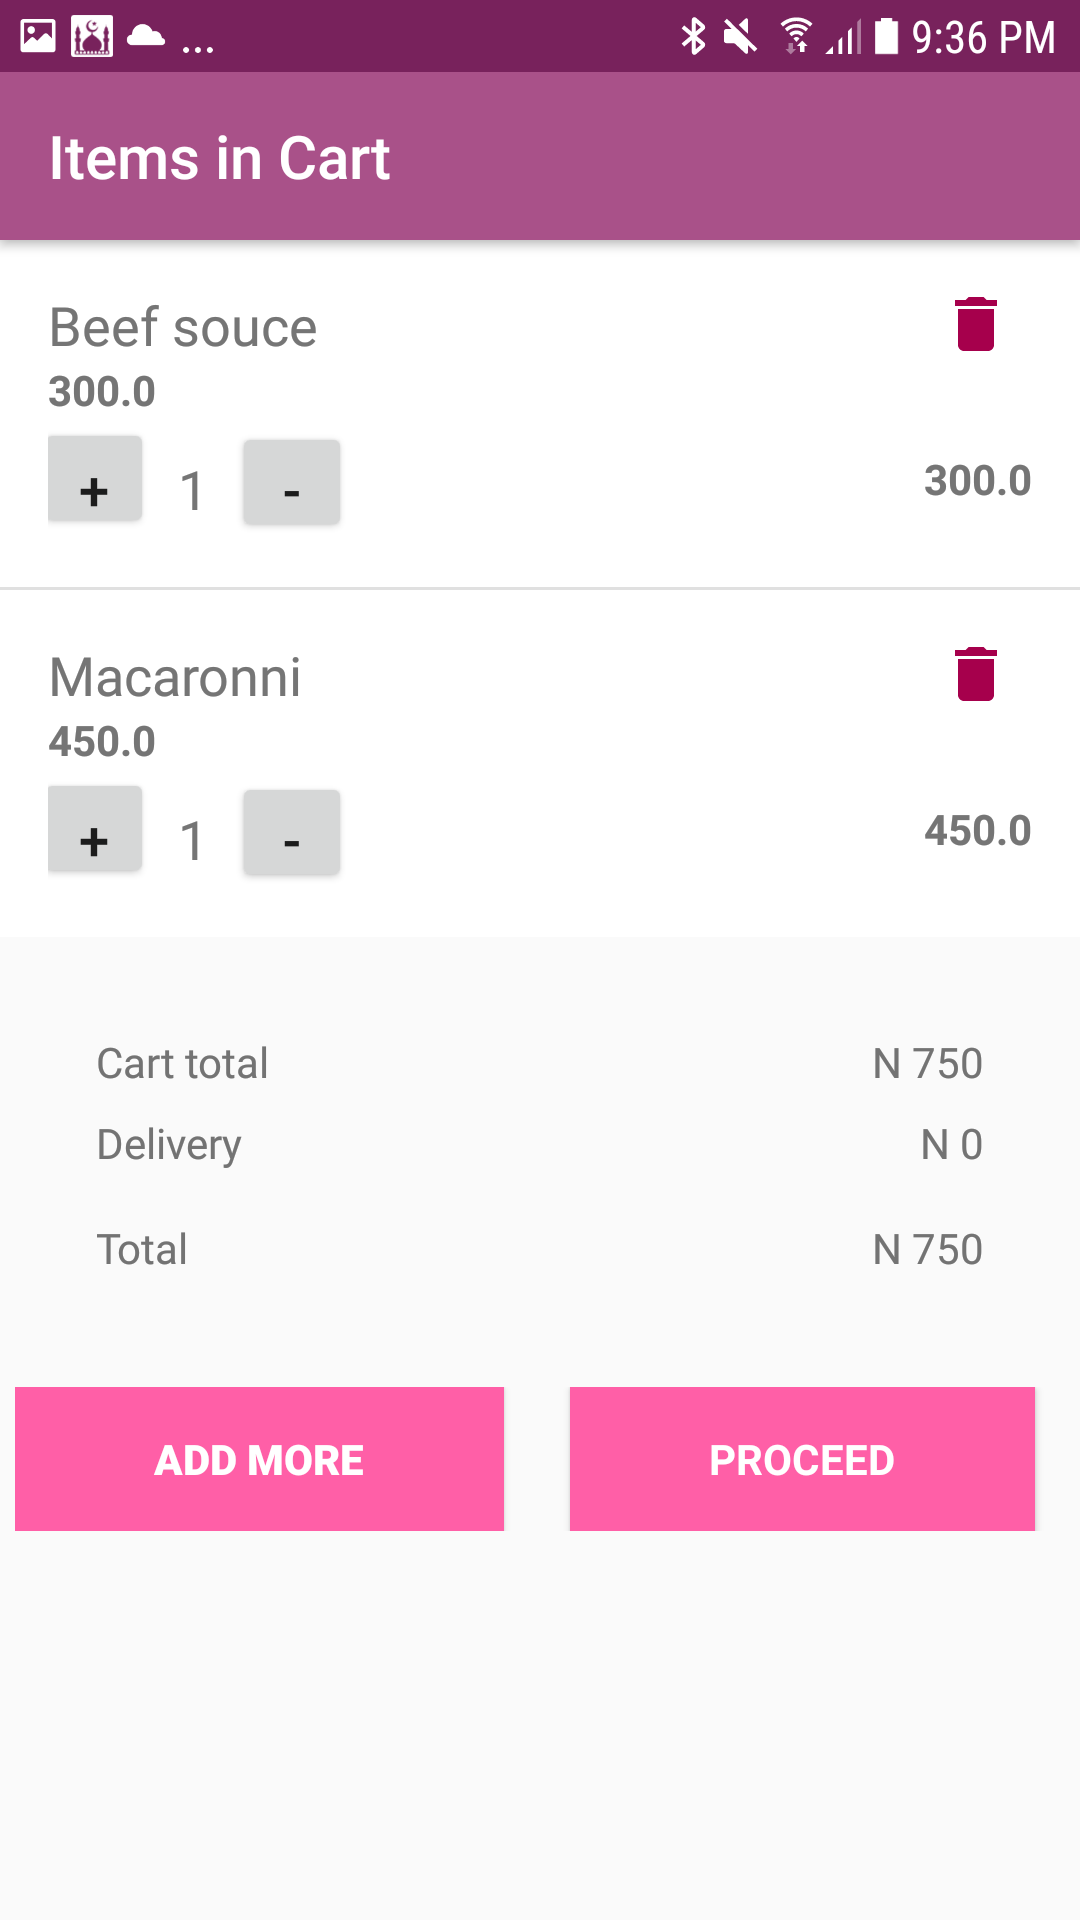 ... 9:36 PM
Items in Cart
Beef souce
300.0
+ 1 - 300.0
Macaronni
450.0
+ 1 - 450.0
Cart total N 750
Delivery N 0
Total N 750
ADD MORE PROCEED